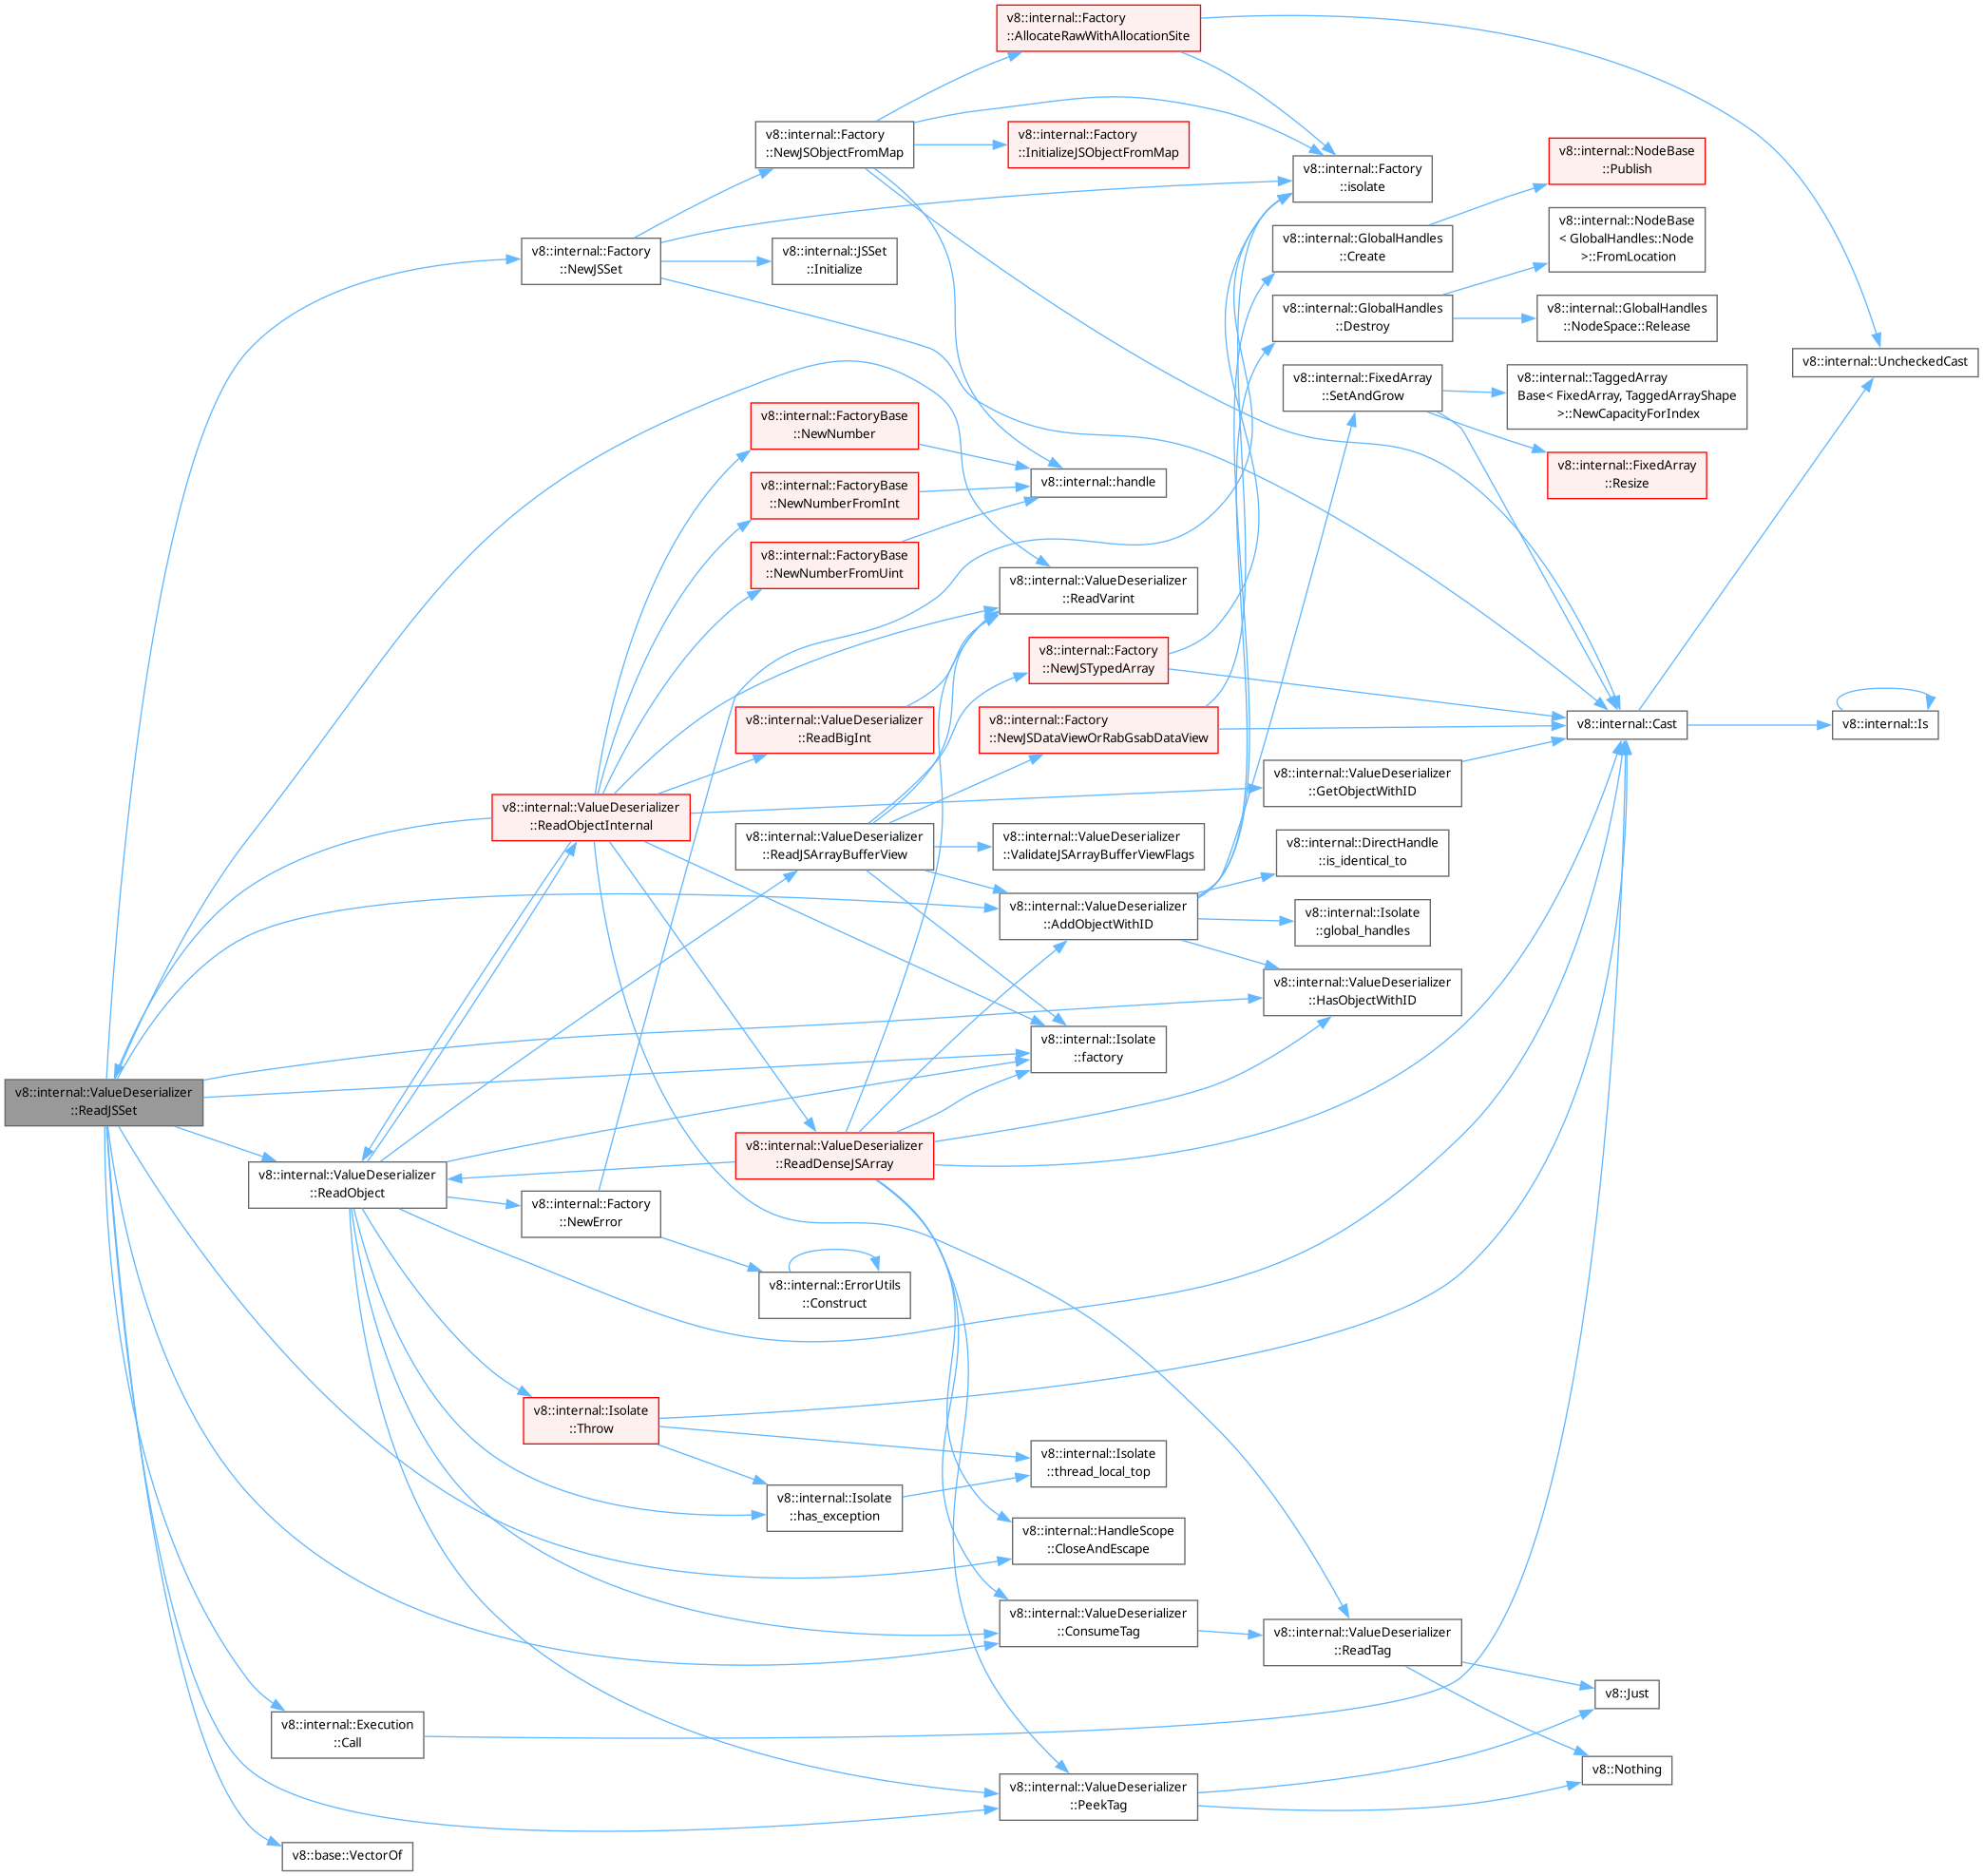 v8::internal::Factory
::AllocateRawWithAllocationSite
v8::internal::Factory
::NewJSObjectFromMap
v8::internal::Factory
::InitializeJSObjectFromMap
v8::internal::Factory
::isolate
v8::internal::NodeBase
::Publish
v8::internal::Factory
::NewJSSet
v8::internal::JSSet
::Initialize
v8::internal::GlobalHandles
::Create
v8::internal::NodeBase
< GlobalHandles::Node
>::FromLocation
v8::internal::GlobalHandles
::Destroy
v8::internal::GlobalHandles
::NodeSpace::Release
v8::internal::UncheckedCast
v8::internal::FixedArray
::SetAndGrow
v8::internal::TaggedArray
Base< FixedArray, TaggedArrayShape
>::NewCapacityForIndex
v8::internal::FactoryBase
::NewNumber
v8::internal::FixedArray
::Resize
v8::internal::FactoryBase
::NewNumberFromInt
v8::internal::handle
v8::internal::FactoryBase
::NewNumberFromUint
v8::internal::ValueDeserializer
::ReadVarint
v8::internal::Factory
::NewJSTypedArray
v8::internal::ValueDeserializer
::ReadBigInt
v8::internal::Factory
::NewJSDataViewOrRabGsabDataView
v8::internal::Cast
v8::internal::Is
v8::internal::ValueDeserializer
::GetObjectWithID
v8::internal::ValueDeserializer
::ReadObjectInternal
v8::internal::ValueDeserializer
::ReadJSArrayBufferView
v8::internal::ValueDeserializer
::ValidateJSArrayBufferViewFlags
v8::internal::DirectHandle
::is_identical_to
v8::internal::ValueDeserializer
::AddObjectWithID
v8::internal::Isolate
::global_handles
v8::internal::ValueDeserializer
::HasObjectWithID
v8::internal::Isolate
::factory
v8::internal::ValueDeserializer
::ReadJSSet
v8::internal::ValueDeserializer
::ReadDenseJSArray
v8::internal::ValueDeserializer
::ReadObject
v8::internal::Factory
::NewError
v8::internal::ErrorUtils
::Construct
v8::internal::Isolate
::Throw
v8::internal::Isolate
::thread_local_top
v8::internal::Isolate
::has_exception
v8::internal::HandleScope
::CloseAndEscape
v8::internal::ValueDeserializer
::ConsumeTag
v8::internal::ValueDeserializer
::ReadTag
v8::Just
v8::internal::Execution
::Call
v8::Nothing
v8::internal::ValueDeserializer
::PeekTag
v8::base::VectorOf